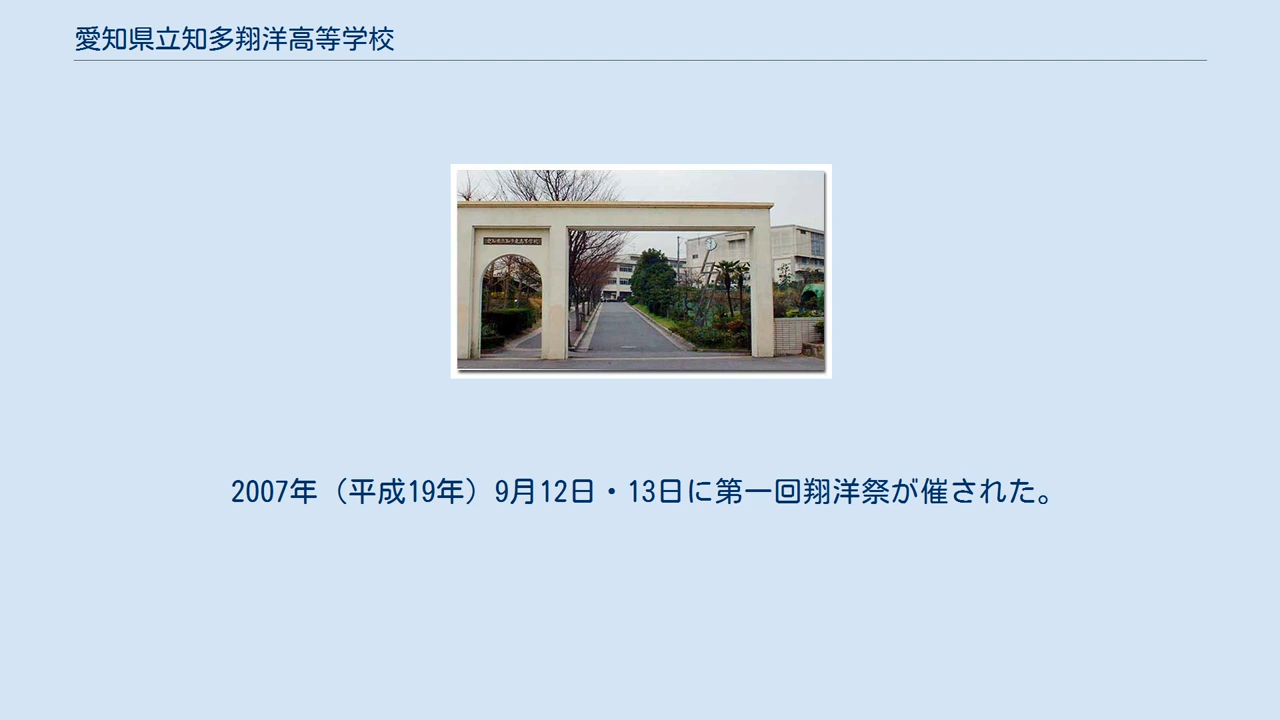 愛知県立知多翔洋高等学校
2007年（平成19年）9月12日・13日に第一回翔洋祭が催された。